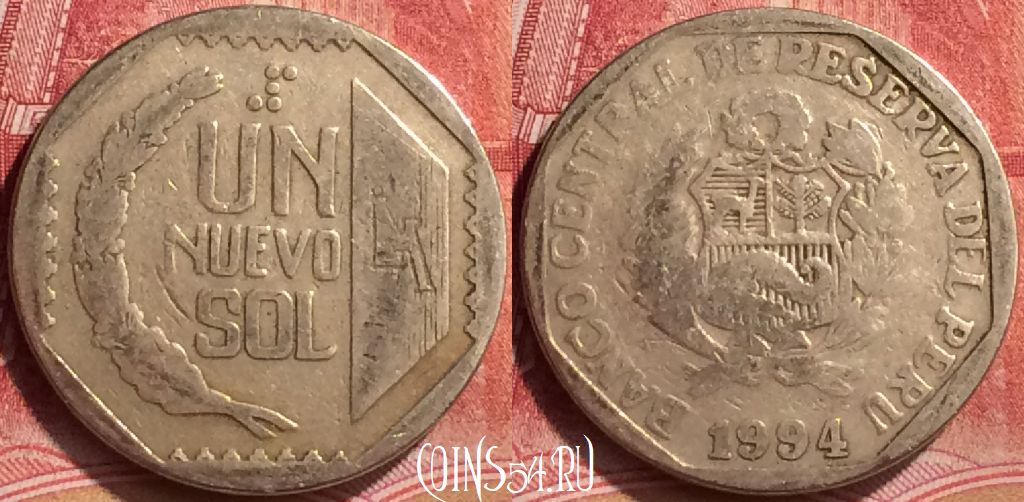 UN
NUEVO
SOL
BANCO CENTRAL DE RESERVA DEL PERU
1994
COINS54.RU